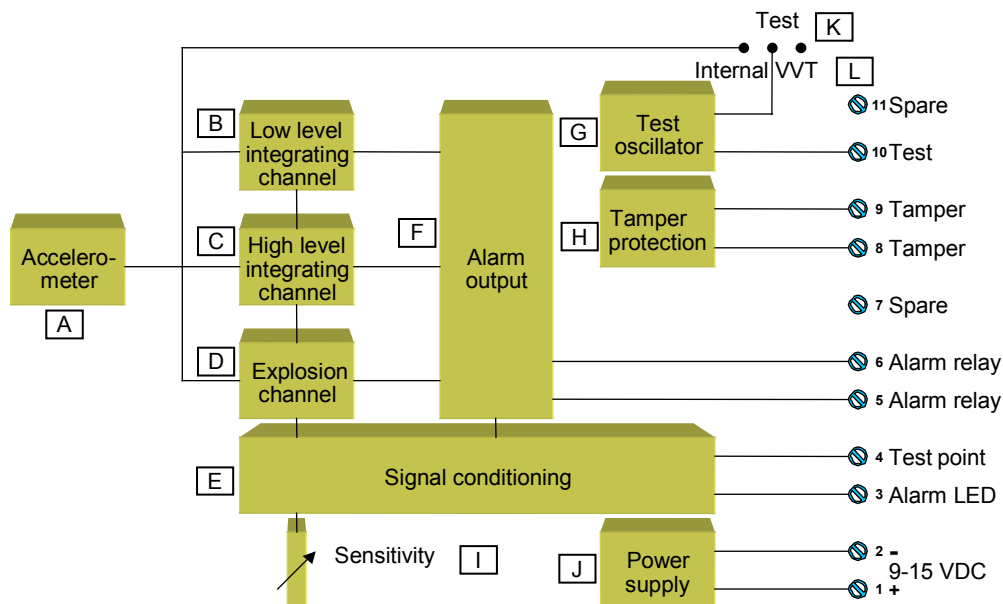 Test
K
Internal VVT
L
B
Low level
integrating
channel
G
Test
oscillator
11 Spare
10 Test
A
Accelero-
meter
C
High level
integrating
channel
F
Alarm
output
H
Tamper
protection
9 Tamper
8 Tamper
7 Spare
D
Explosion
channel
6 Alarm relay
5 Alarm relay
E
Signal conditioning
4 Test point
3 Alarm LED
Sensitivity
I
J
Power
supply
2 -
9-15 VDC
1 +